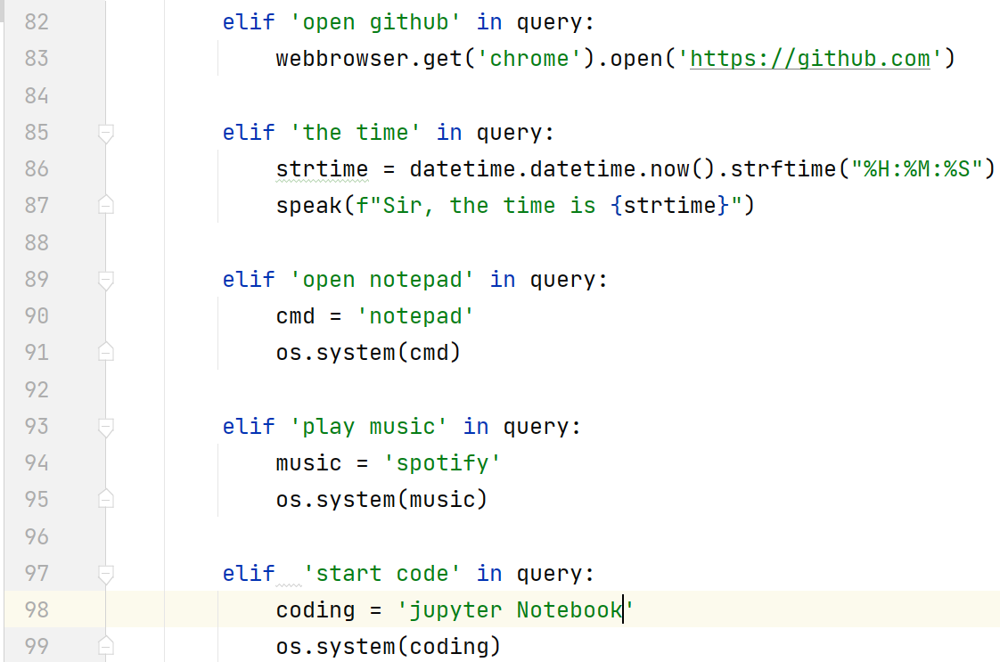 82 elif 'open github' in query:
83 webbrowser.get('chrome').open('https://github.com')
84
85 elif 'the time' in query:
86 strtime = datetime.datetime.now().strftime("%H:%M:%S")
87 speak(f"Sir, the time is {strtime}")
88
89 elif 'open notepad' in query:
90 cmd = 'notepad'
91 os.system(cmd)
92
93 elif 'play music' in query:
94 music = 'spotify'
95 os.system(music)
96
97 elif  'start code' in query:
98 coding = 'jupyter Notebook'
99 os.system(coding)